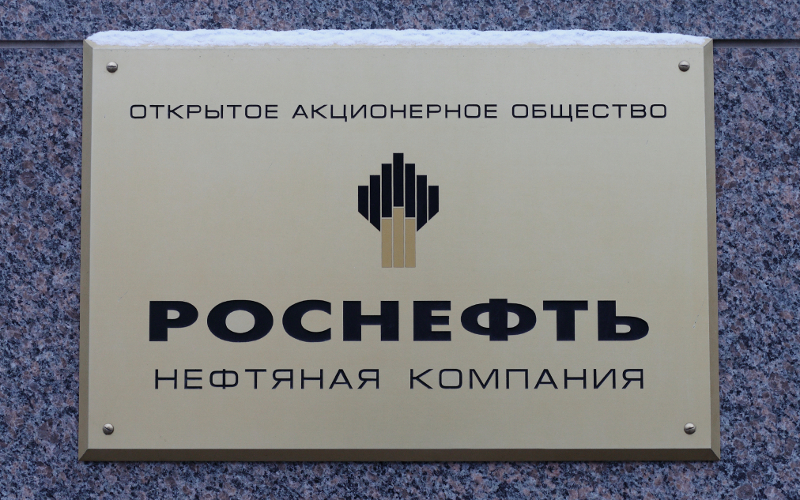 ОТКРЫТОЕ АКЦИОНЕРНОЕ ОБЩЕСТВО
РОСНЕФТЬ
НЕФТЯНАЯ КОМПАНИЯ